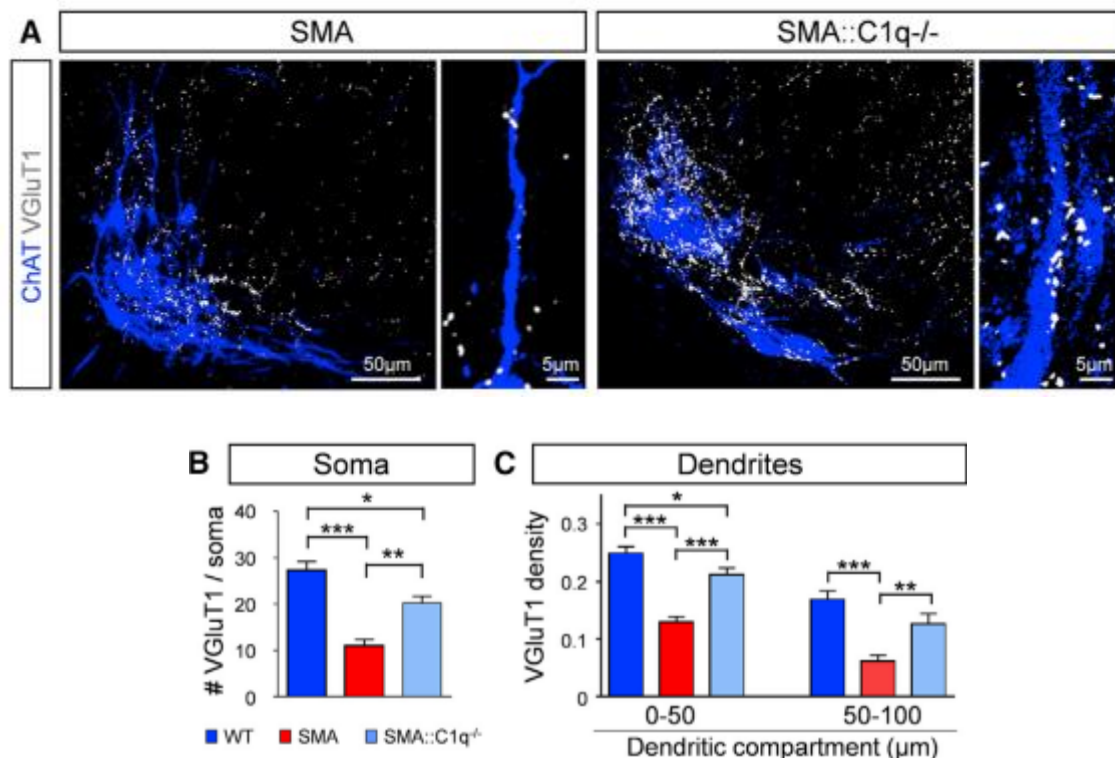 A
SMA
SMA::C1q-/-
ChAT VGluT1
50µm
5µm
50µm
5µm
B
Soma
# VGluT1 / soma
40
30
20
10
0
*
***
**
WT
SMA
SMA::C1q-/-
C
Dendrites
VGluT1 density
0.3
0.2
0.1
0
*
***
***
***
**
0-50
50-100
Dendritic compartment (µm)